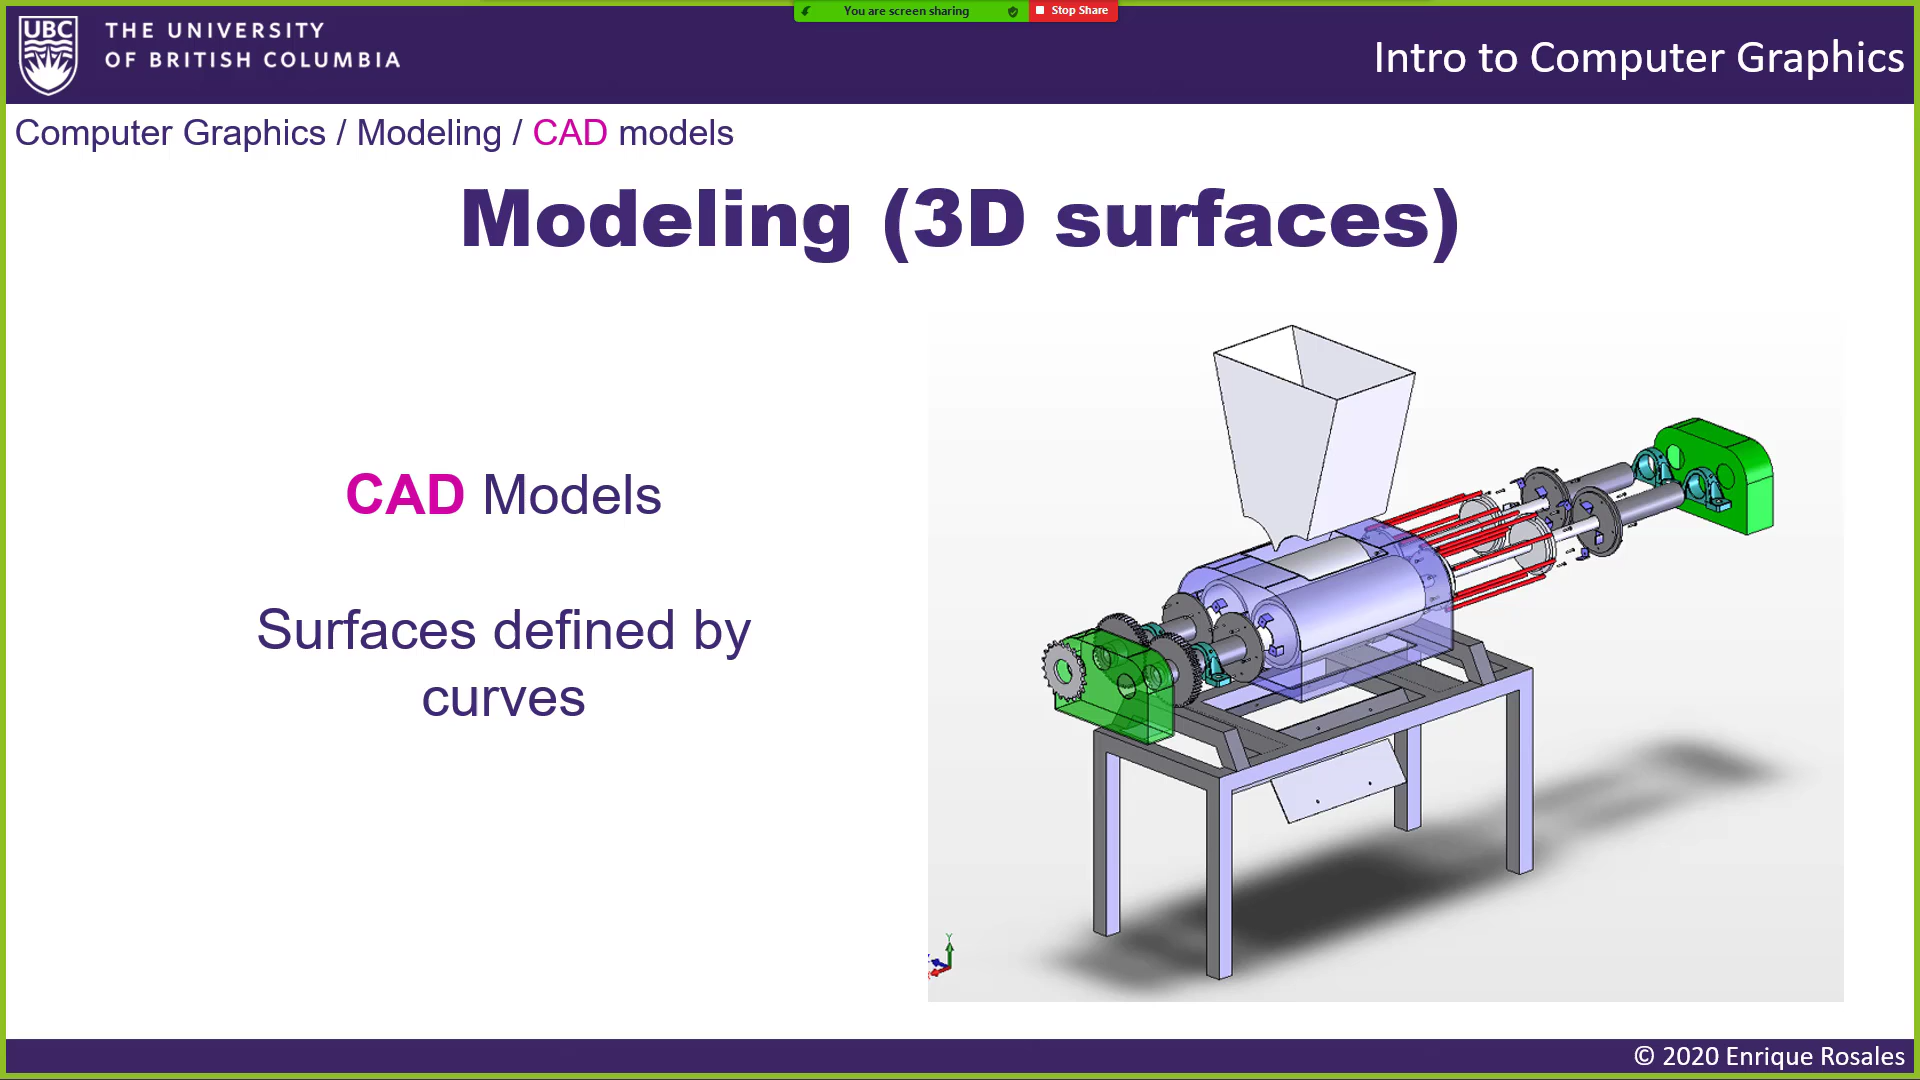 You are screen sharing
Stop Share
UBC
THE UNIVERSITY
OF BRITISH COLUMBIA
Intro to Computer Graphics
Computer Graphics / Modeling / CAD models
Modeling (3D surfaces)
CAD Models
Surfaces defined by
curves
Y
© 2020 Enrique Rosales